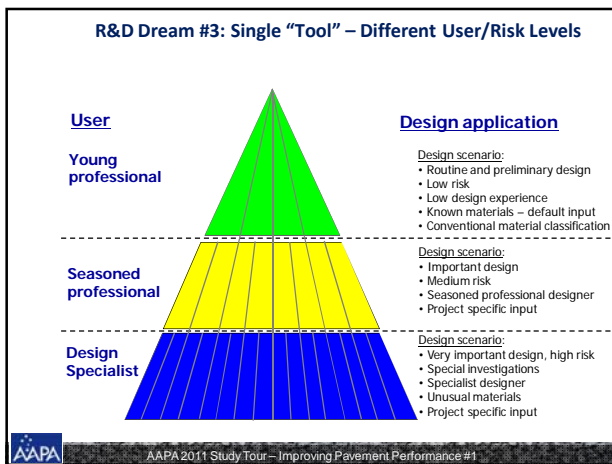 R&D Dream #3: Single “Tool” – Different User/Risk Levels
User
Design application
Young
professional
Design scenario:
• Routine and preliminary design
• Low risk
• Low design experience
• Known materials – default input
• Conventional material classification
Seasoned
professional
Design scenario:
• Important design
• Medium risk
• Seasoned professional designer
• Project specific input
Design
Specialist
Design scenario:
• Very important design, high risk
• Special investigations
• Specialist designer
• Unusual materials
• Project specific input
AAPA
AAPA 2011 Study Tour – Improving Pavement Performance #1